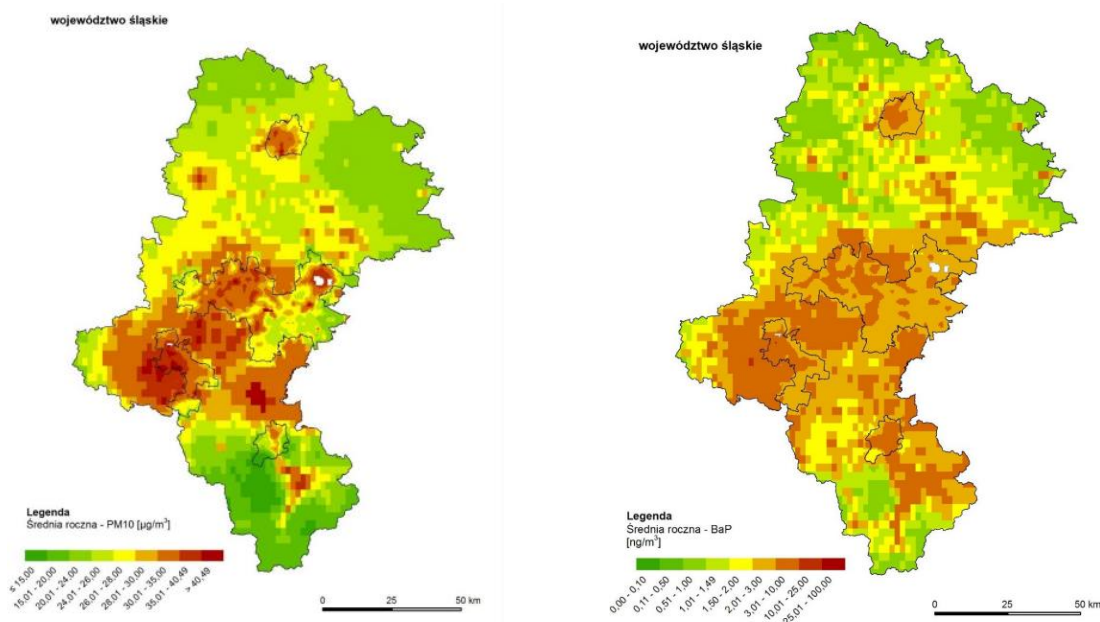 województwo śląskie
Legenda
Średnia roczna - PM10 [µg/m³]
≤ 15,00
15,01 - 20,00
20,01 - 24,00
24,01 - 26,00
26,01 - 28,00
28,01 - 30,00
30,01 - 35,00
35,01 - 40,49
> 40,49
0 25 50 km
województwo śląskie
Legenda
Średnia roczna - BaP
[ng/m³]
0,00 - 0,10
0,11 - 0,50
0,51 - 1,00
1,01 - 1,49
1,50 - 2,00
2,01 - 3,00
3,01 - 10,00
10,01 - 25,00
25,01 - 100,00
0 25 50 km